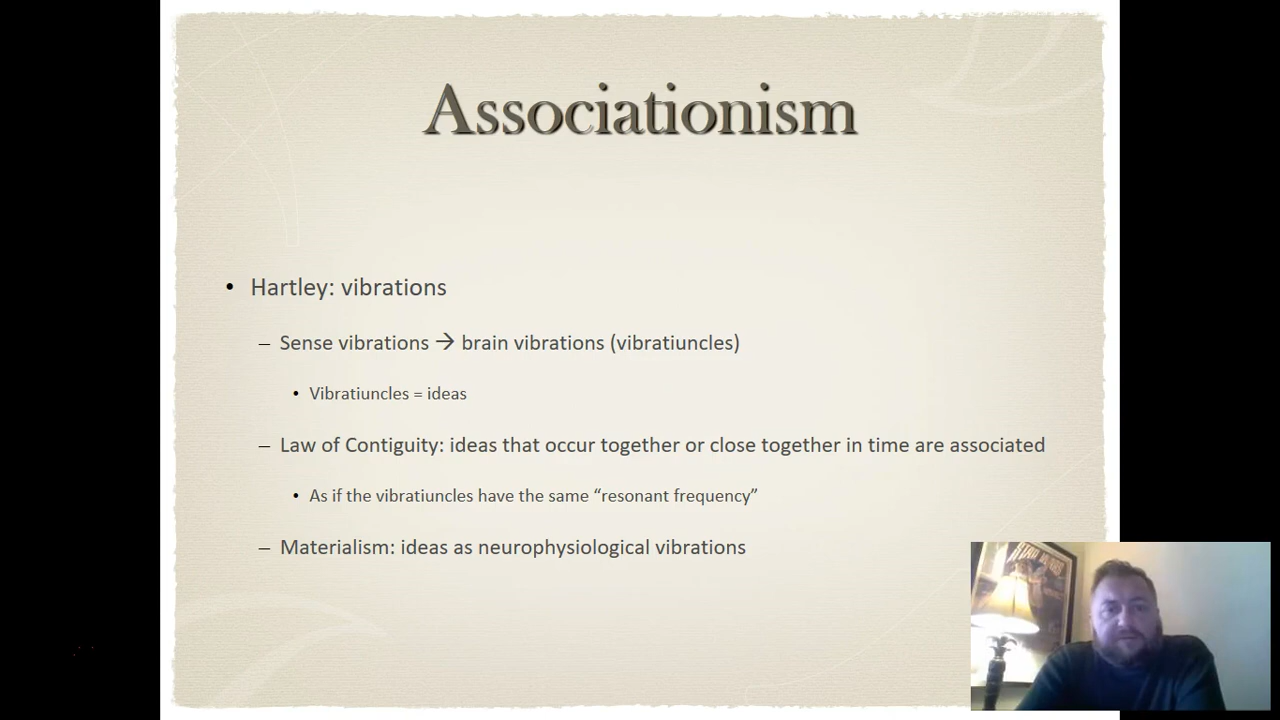 Associationism
• Hartley: vibrations
– Sense vibrations → brain vibrations (vibratiuncles)
• Vibratiuncles = ideas
– Law of Contiguity: ideas that occur together or close together in time are associated
• As if the vibratiuncles have the same “resonant frequency”
– Materialism: ideas as neurophysiological vibrations